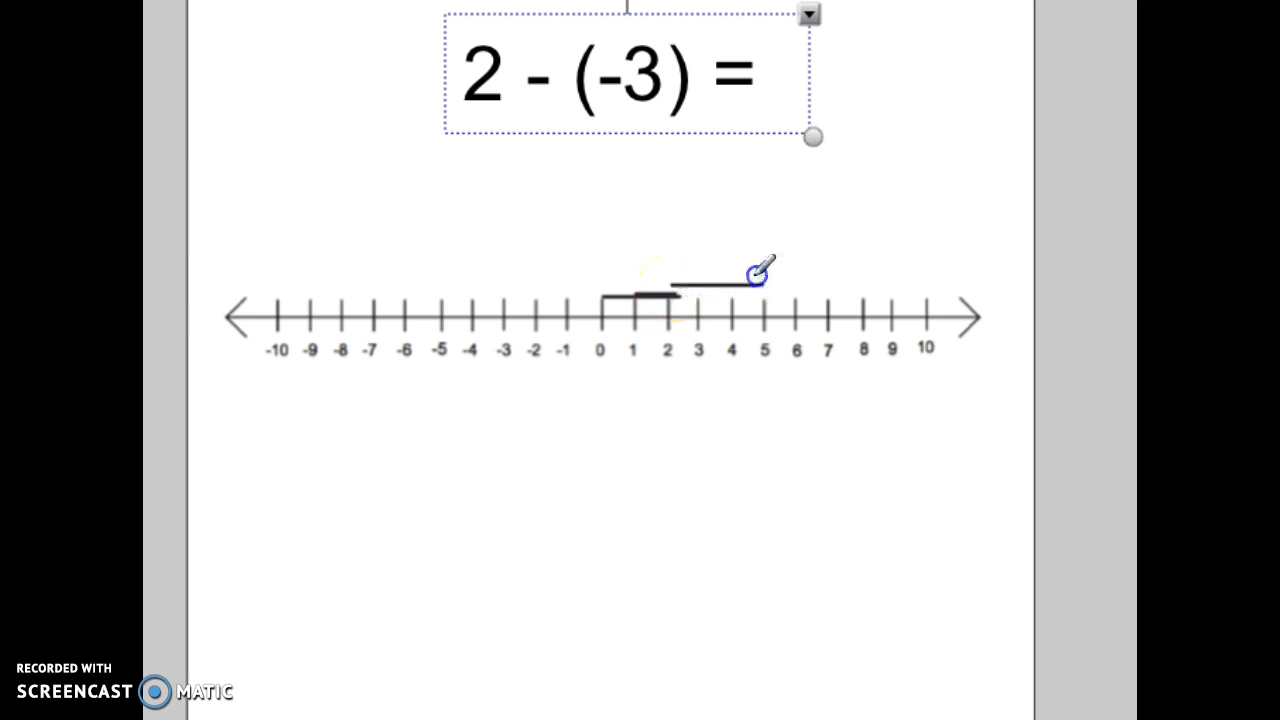 2 - (-3) =
-10 -9 -8 -7 -6 -5 -4 -3 -2 -1 0 1 2 3 4 5 6 7 8 9 10
RECORDED WITH
SCREENCAST MATIC